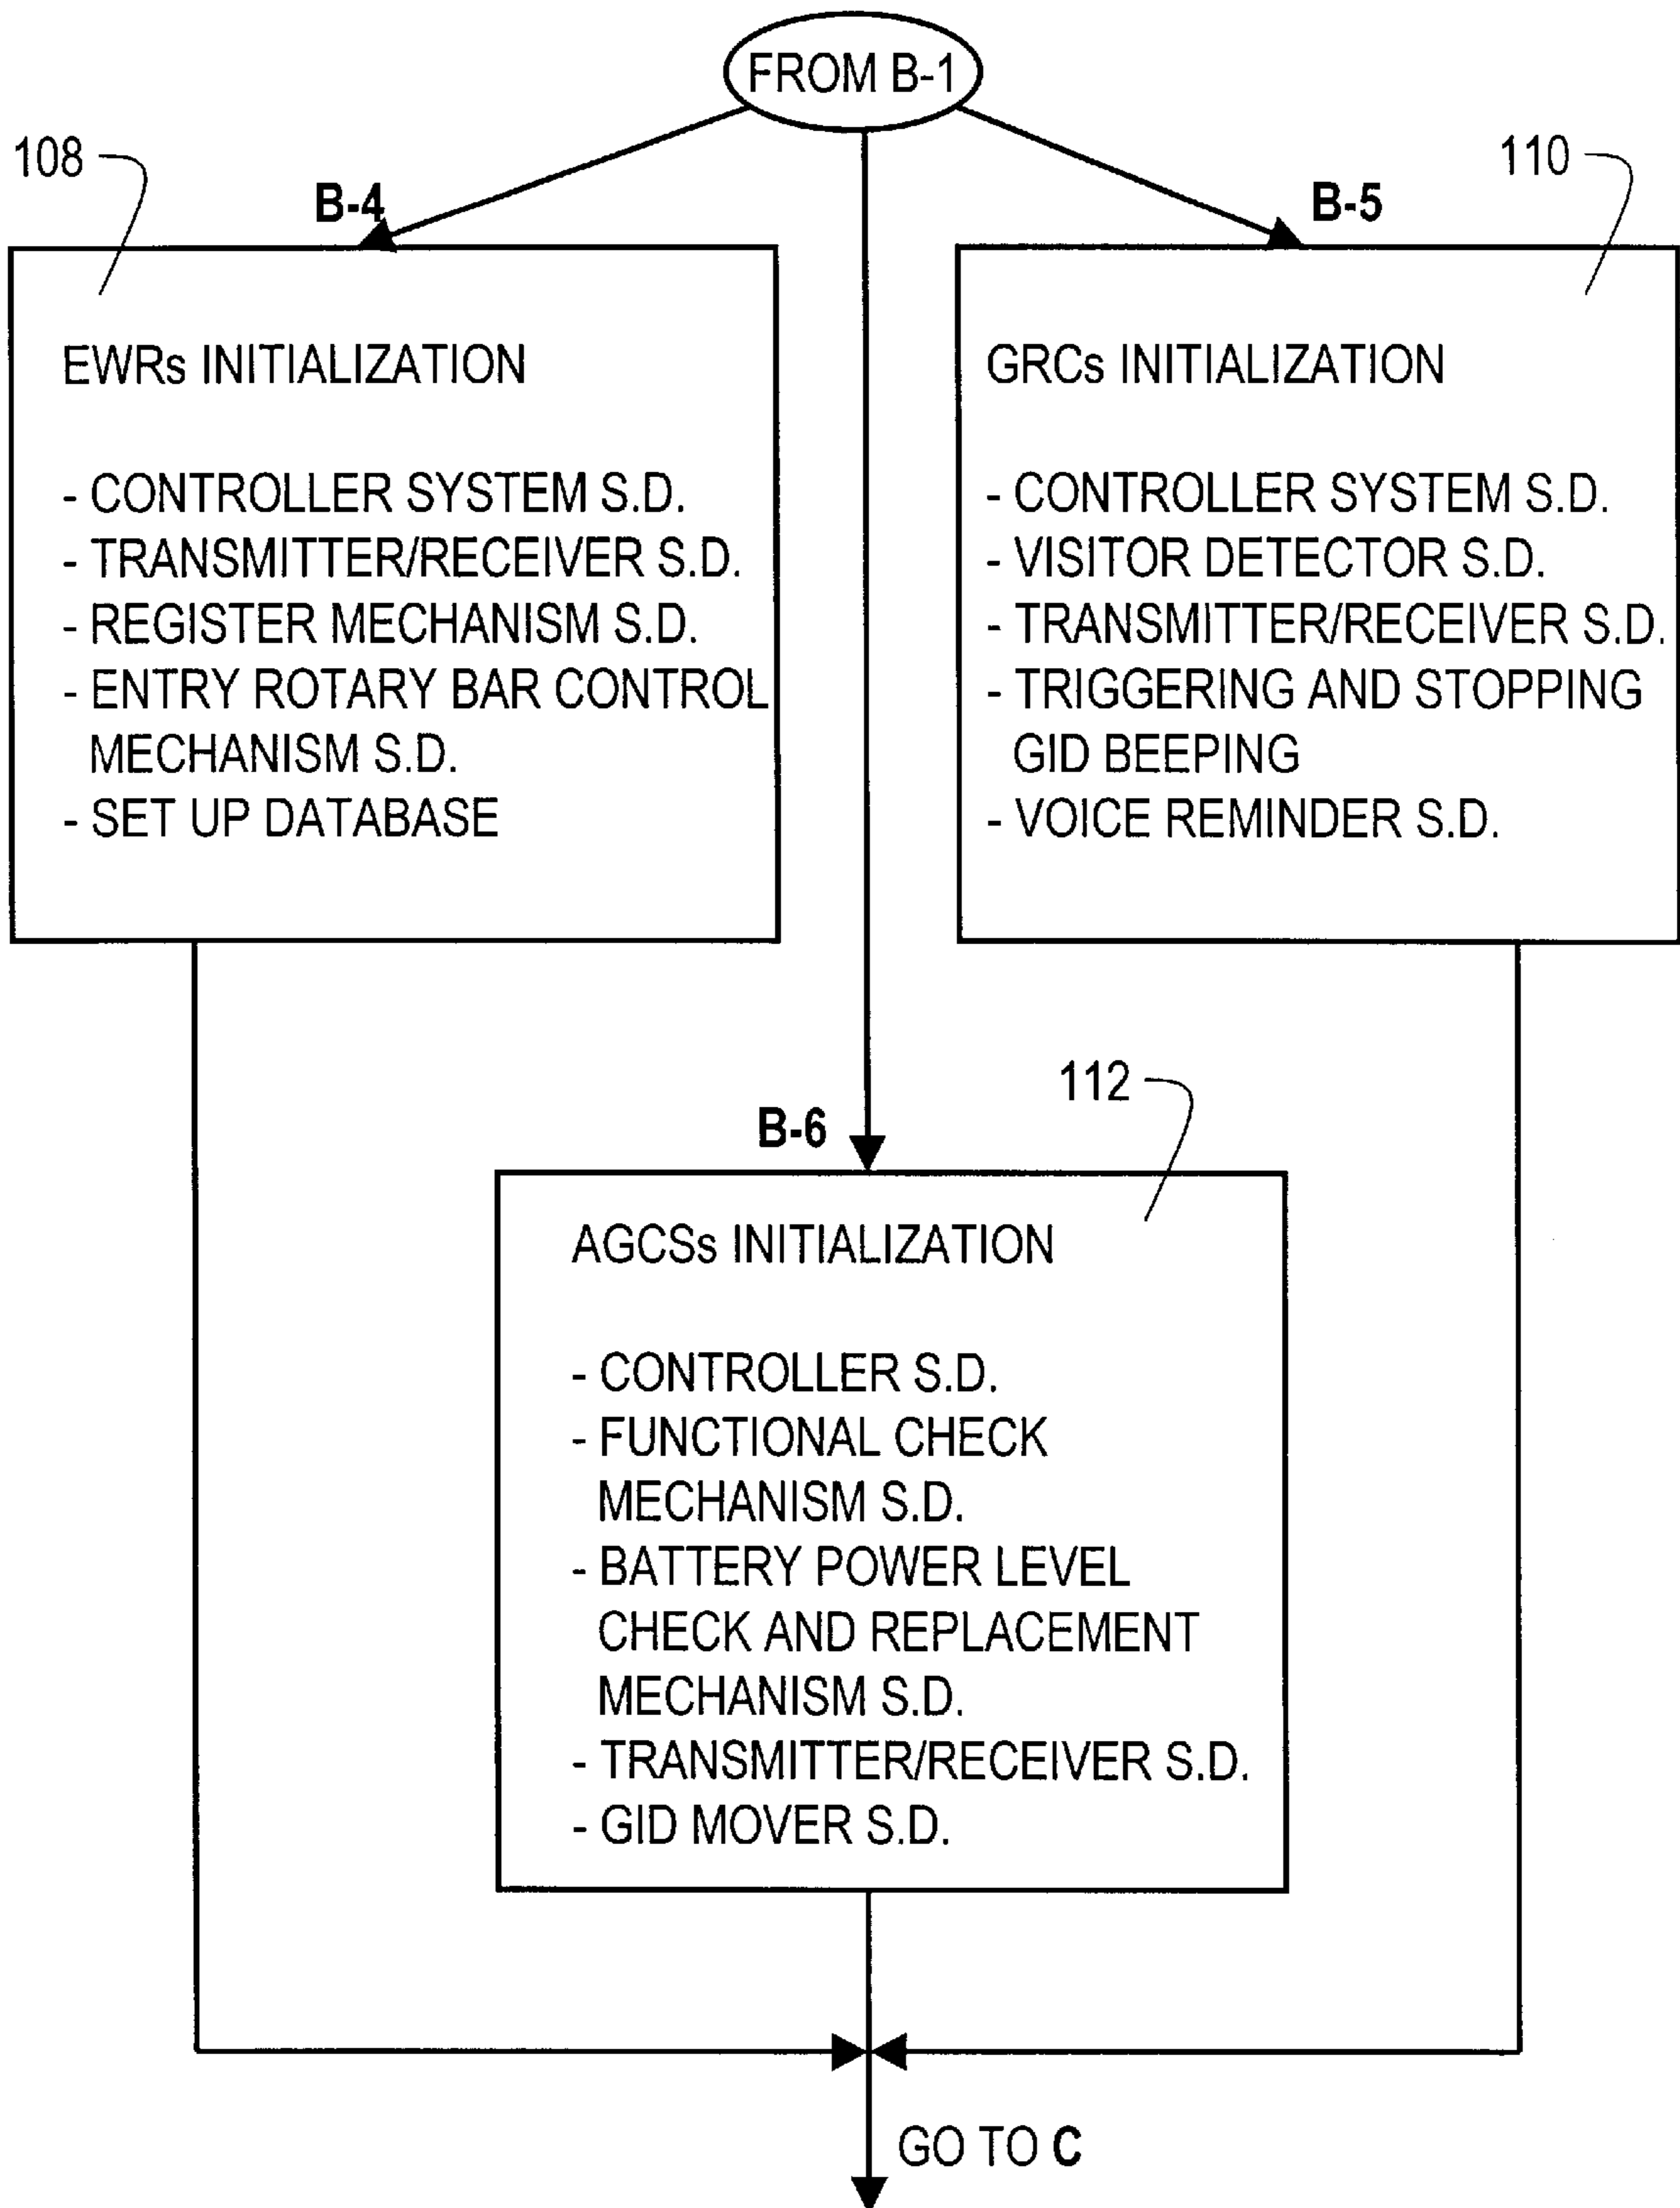 FROM B-1
108
B-4
EWRs INITIALIZATION
- CONTROLLER SYSTEM S.D.
- TRANSMITTER/RECEIVER S.D.
- REGISTER MECHANISM S.D.
- ENTRY ROTARY BAR CONTROL
MECHANISM S.D.
- SET UP DATABASE
110
B-5
GRCs INITIALIZATION
- CONTROLLER SYSTEM S.D.
- VISITOR DETECTOR S.D.
- TRANSMITTER/RECEIVER S.D.
- TRIGGERING AND STOPPING
GID BEEPING
- VOICE REMINDER S.D.
112
B-6
AGCSs INITIALIZATION
- CONTROLLER S.D.
- FUNCTIONAL CHECK
MECHANISM S.D.
- BATTERY POWER LEVEL
CHECK AND REPLACEMENT
MECHANISM S.D.
- TRANSMITTER/RECEIVER S.D.
- GID MOVER S.D.
GO TO C